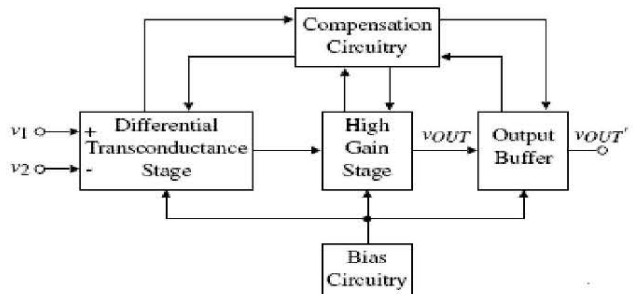 Compensation
Circuitry
v1
+
v2
-
Differential
Transconductance
Stage
High
Gain
Stage
vOUT
Output
Buffer
vOUT'
Bias
Circuitry